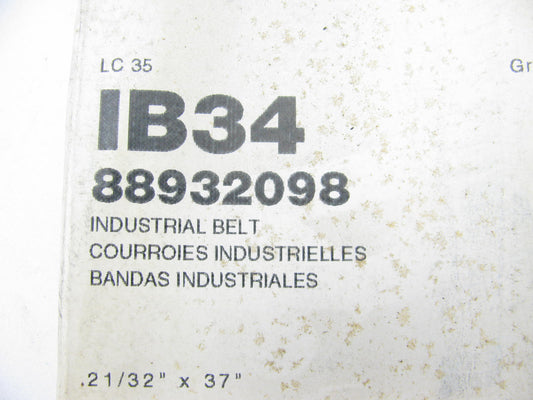 LC 35
Gr
IB34
88932098
INDUSTRIAL BELT
COURROIES INDUSTRIELLES
BANDAS INDUSTRIALES
.21/32" x 37"